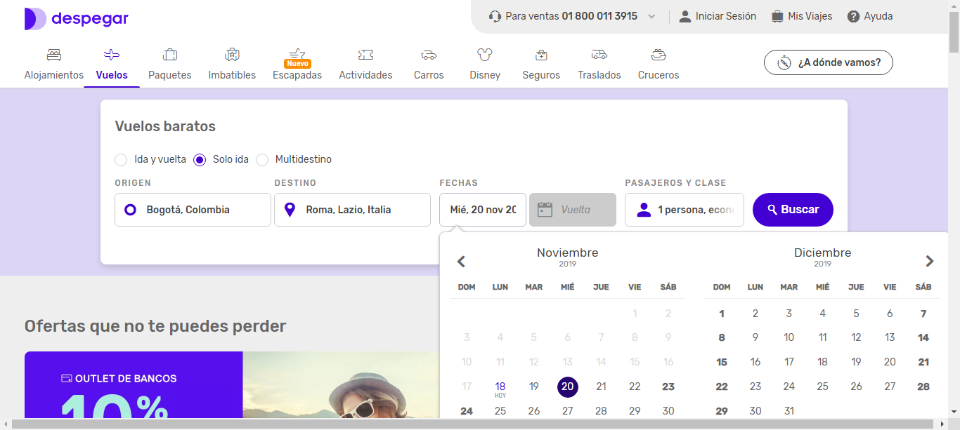 despegar
Para ventas 01 800 011 3915
Iniciar Sesión
Mis Viajes
Ayuda
Alojamientos
Vuelos
Paquetes
Imbatibles
Nuevo
Escapadas
Actividades
Carros
Disney
Seguros
Traslados
Cruceros
¿A dónde vamos?
Vuelos baratos
Ida y vuelta
Solo ida
Multidestino
ORIGEN
DESTINO
FECHAS
PASAJEROS Y CLASE
Bogotá, Colombia
Roma, Lazio, Italia
Mié, 20 nov 20
Vuelta
1 persona, econ
Buscar
Noviembre
2019
DOM LUN MAR MIÉ JUE VIE SÁB
1 2
3 4 5 6 7 8 9
10 11 12 13 14 15 16
17 18 19 20 21 22 23
HOY
24 25 26 27 28 29 30
Diciembre
2019
DOM LUN MAR MIÉ JUE VIE SÁB
1 2 3 4 5 6 7
8 9 10 11 12 13 14
15 16 17 18 19 20 21
22 23 24 25 26 27 28
29 30 31
Ofertas que no te puedes perder
OUTLET DE BANCOS
10%